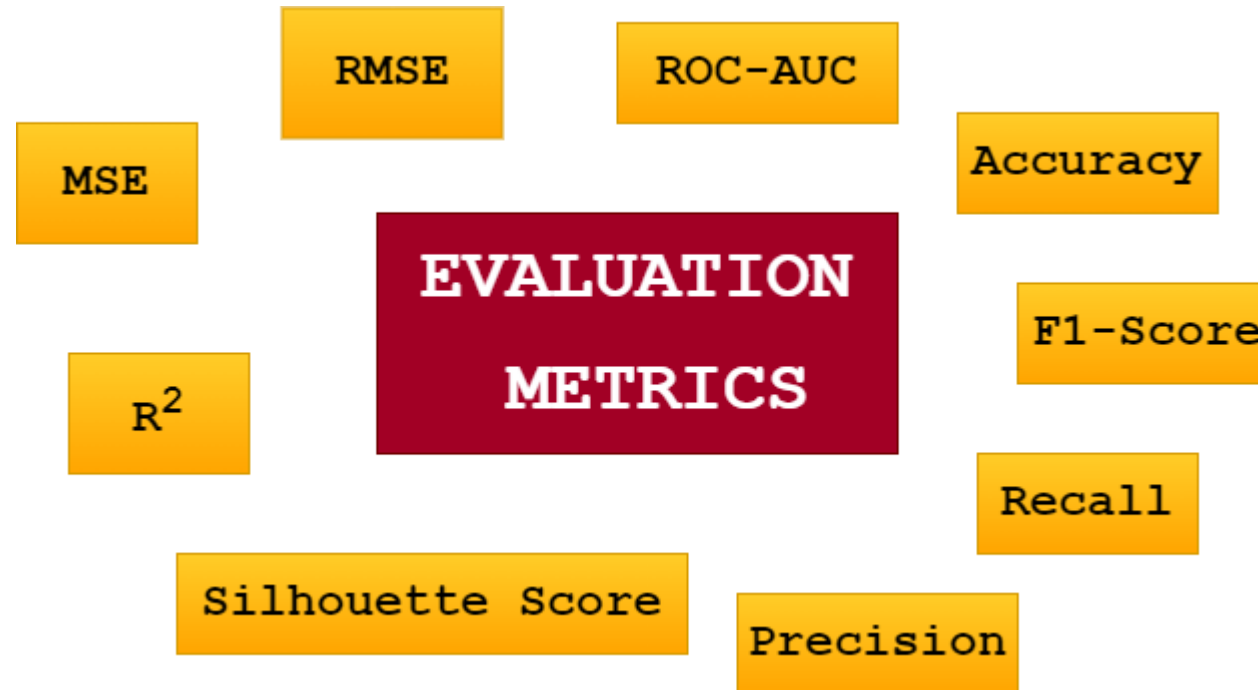 RMSE
ROC-AUC
MSE
Accuracy
EVALUATION
METRICS
F1-Score
R²
Recall
Silhouette Score
Precision